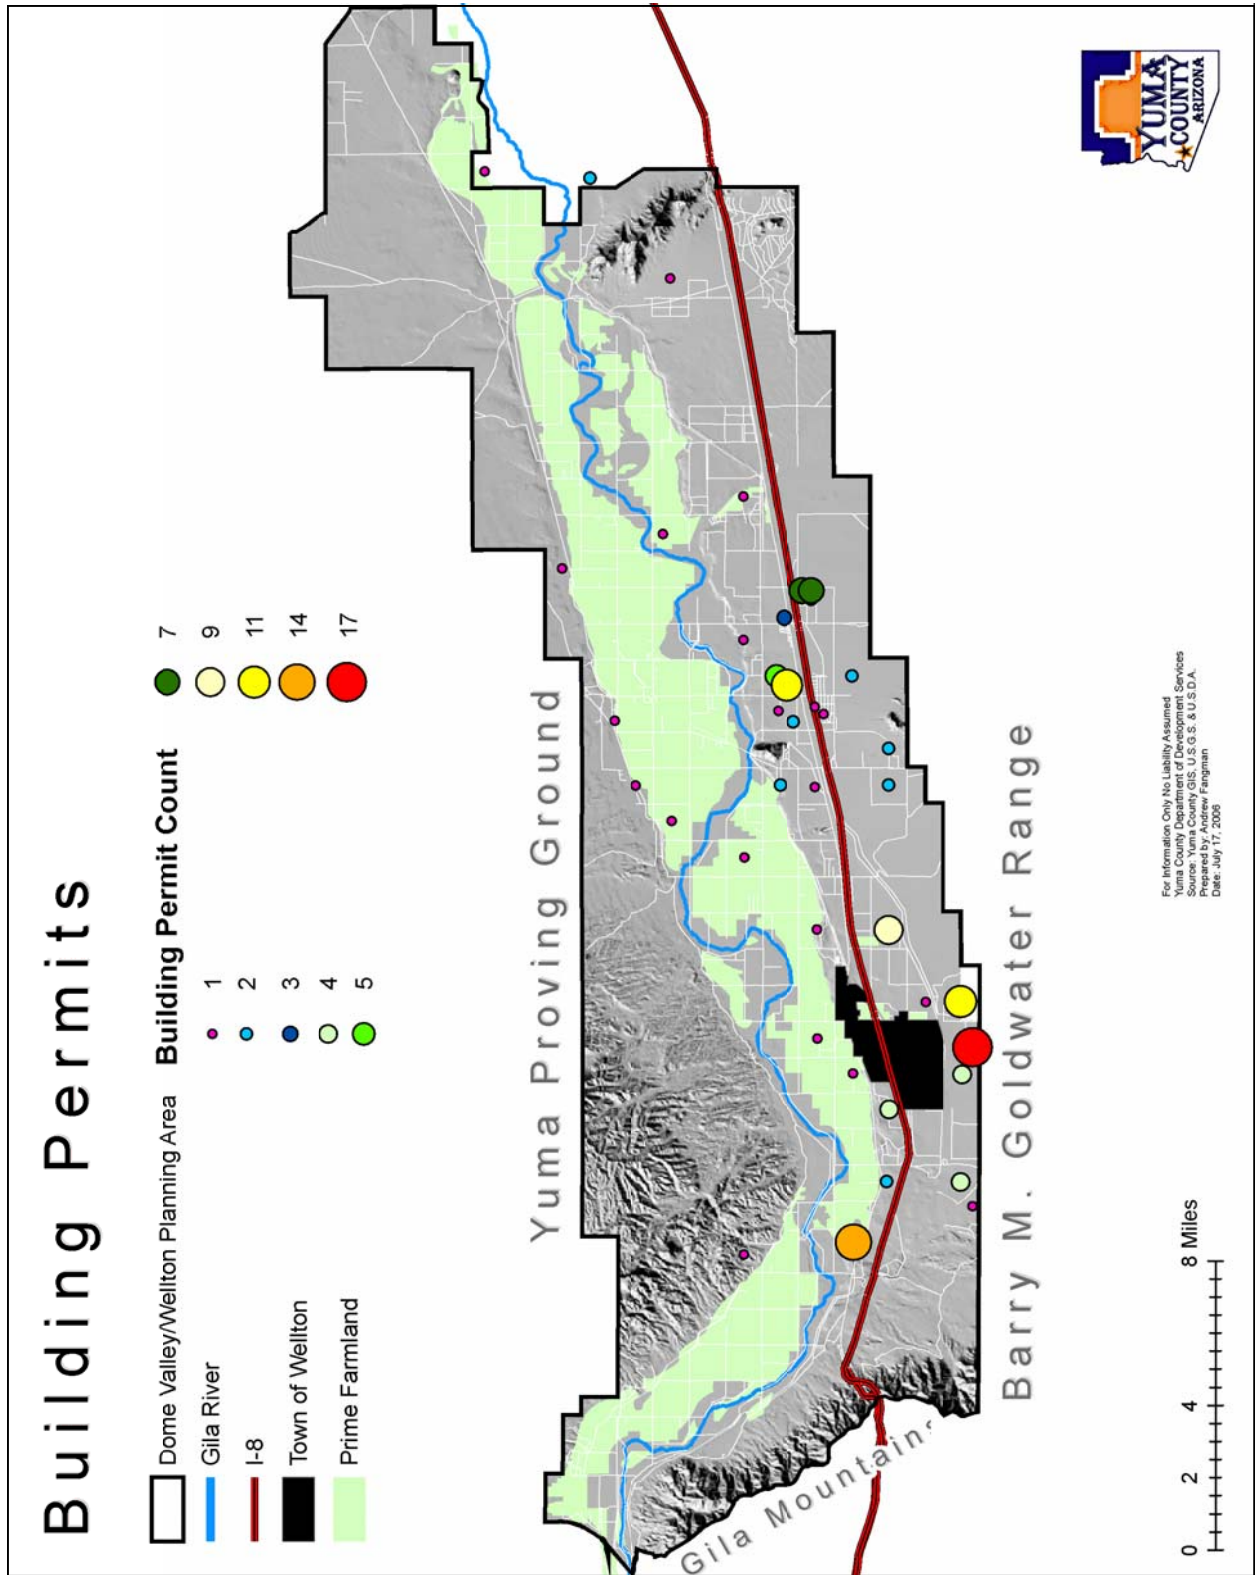 Building Permits
Dome Valley/Wellton Planning Area
Gila River
I-8
Town of Wellton
Prime Farmland
Building Permit Count
1
2
3
4
5
7
9
11
14
17
Yuma Proving Ground
Gila Mountains
Barry M. Goldwater Range
0 2 4 8 Miles
For Information Only No Liability Assumed
Yuma County Department of Development Services
Source: Yuma County GIS, U.S.G.S. & U.S.D.A.
Prepared by: Andrew Fangman
Date: July 17, 2006
YUMA
COUNTY
ARIZONA